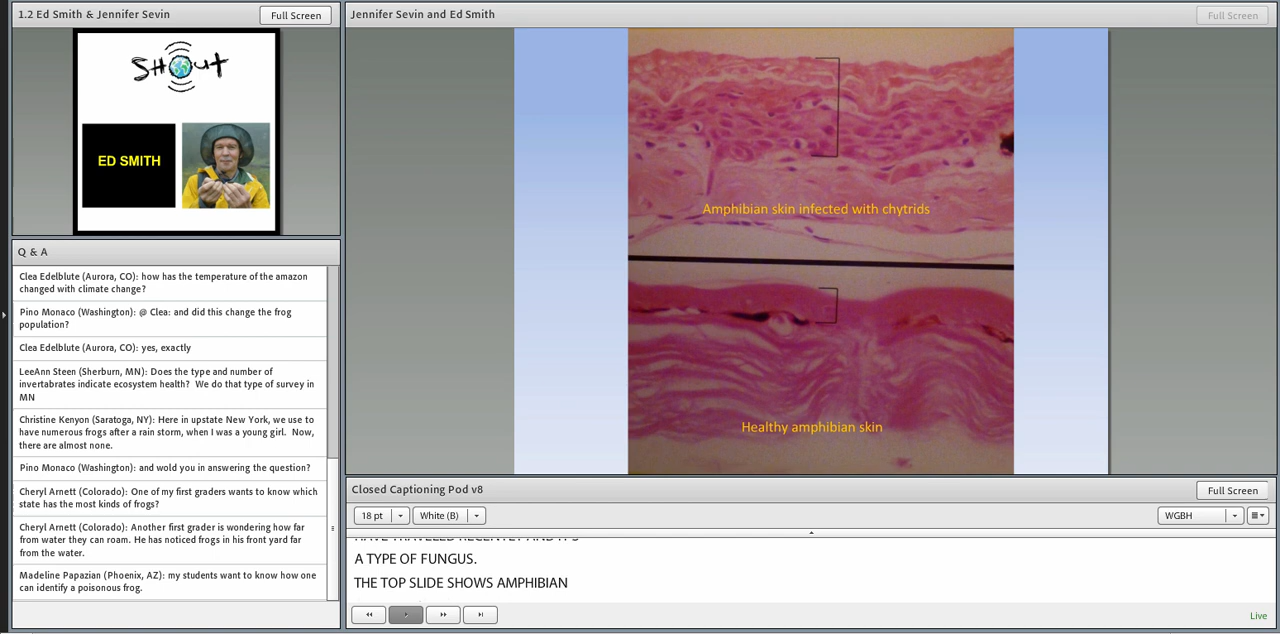 1.2 Ed Smith & Jennifer Sevin
Full Screen
SHOUT
ED SMITH
Q & A
Clea Edelblute (Aurora, CO): how has the temperature of the amazon
changed with climate change?
Pino Monaco (Washington): @ Clea: and did this change the frog
population?
Clea Edelblute (Aurora, CO): yes, exactly
LeeAnn Steen (Sherburn, MN): Does the type and number of
invertabrates indicate ecosystem health?  We do that type of survey in
MN
Christine Kenyon (Saratoga, NY): Here in upstate New York, we use to
have numerous frogs after a rain storm, when I was a young girl.  Now,
there are almost none.
Pino Monaco (Washington): and wold you in answering the question?
Cheryl Arnett (Colorado): One of my first graders wants to know which
state has the most kinds of frogs?
Cheryl Arnett (Colorado): Another first grader is wondering how far
from water they can roam. He has noticed frogs in his front yard far
from the water.
Madeline Papazian (Phoenix, AZ): my students want to know how one
can identify a poisonous frog.
Jennifer Sevin and Ed Smith
Full Screen
Amphibian skin infected with chytrids
Healthy amphibian skin
Closed Captioning Pod v8
Full Screen
18 pt
White (B)
WGBH
HAVE TRAVELED RECENTLY AND IT'S
A TYPE OF FUNGUS.
THE TOP SLIDE SHOWS AMPHIBIAN
Live